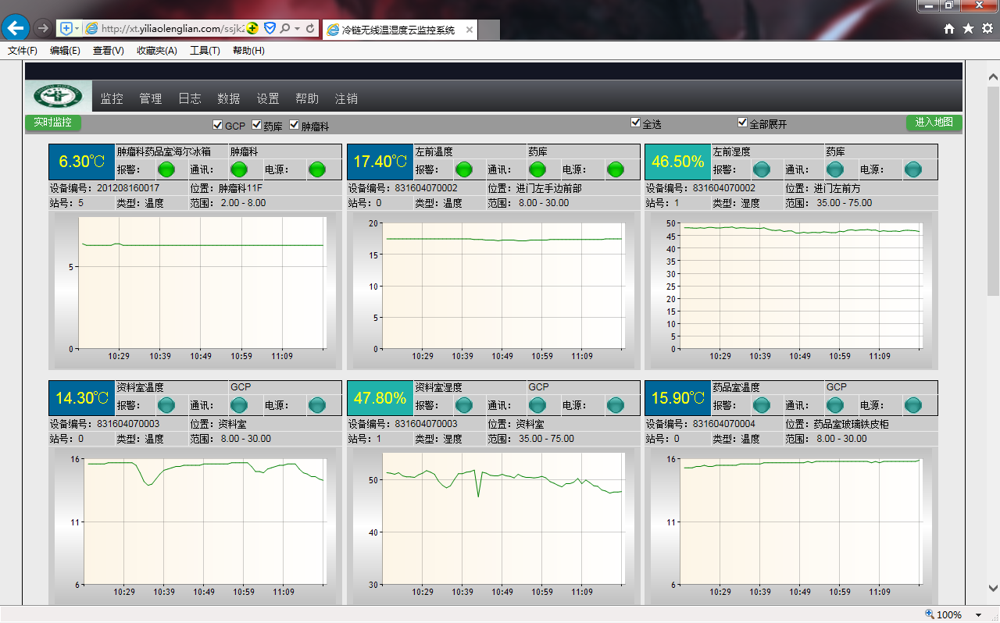 http://xt.yiliaolenglian.com/ssjk2
冷链无线温湿度云监控系统
文件(F) 编辑(E) 查看(V) 收藏夹(A) 工具(T) 帮助(H)
监控 管理 日志 数据 设置 帮助 注销
实时监控 GCP 药库 肿瘤科 全选 全部展开 进入地图
6.30℃ 肿瘤科药品室海尔冰箱 肿瘤科
报警： 通讯： 电源：
设备编号：201208160017 位置：肿瘤科11F
站号：5 类型：温度 范围： 2.00 - 8.00
5
0
10:29 10:39 10:49 10:59 11:09
17.40℃ 左前温度 药库
报警： 通讯： 电源：
设备编号：831604070002 位置：进门左手边前部
站号：0 类型：温度 范围： 8.00 - 30.00
20
15
10
5
0
10:29 10:39 10:49 10:59 11:09
46.50% 左前湿度 药库
报警： 通讯： 电源：
设备编号：831604070002 位置：进门左前方
站号：1 类型：湿度 范围： 35.00 - 75.00
50
45
40
35
30
25
20
15
10
5
0
10:29 10:39 10:49 10:59 11:09
14.30℃ 资料室温度 GCP
报警： 通讯： 电源：
设备编号：831604070003 位置：资料室
站号：0 类型：温度 范围： 8.00 - 30.00
16
11
6
10:29 10:39 10:49 10:59 11:09
47.80% 资料室湿度 GCP
报警： 通讯： 电源：
设备编号：831604070003 位置：资料室
站号：1 类型：湿度 范围： 35.00 - 75.00
50
40
30
10:29 10:39 10:49 10:59 11:09
15.90℃ 药品室温度 GCP
报警： 通讯： 电源：
设备编号：831604070004 位置：药品室玻璃铁皮柜
站号：0 类型：温度 范围： 8.00 - 30.00
16
11
6
10:29 10:39 10:49 10:59 11:09
100%